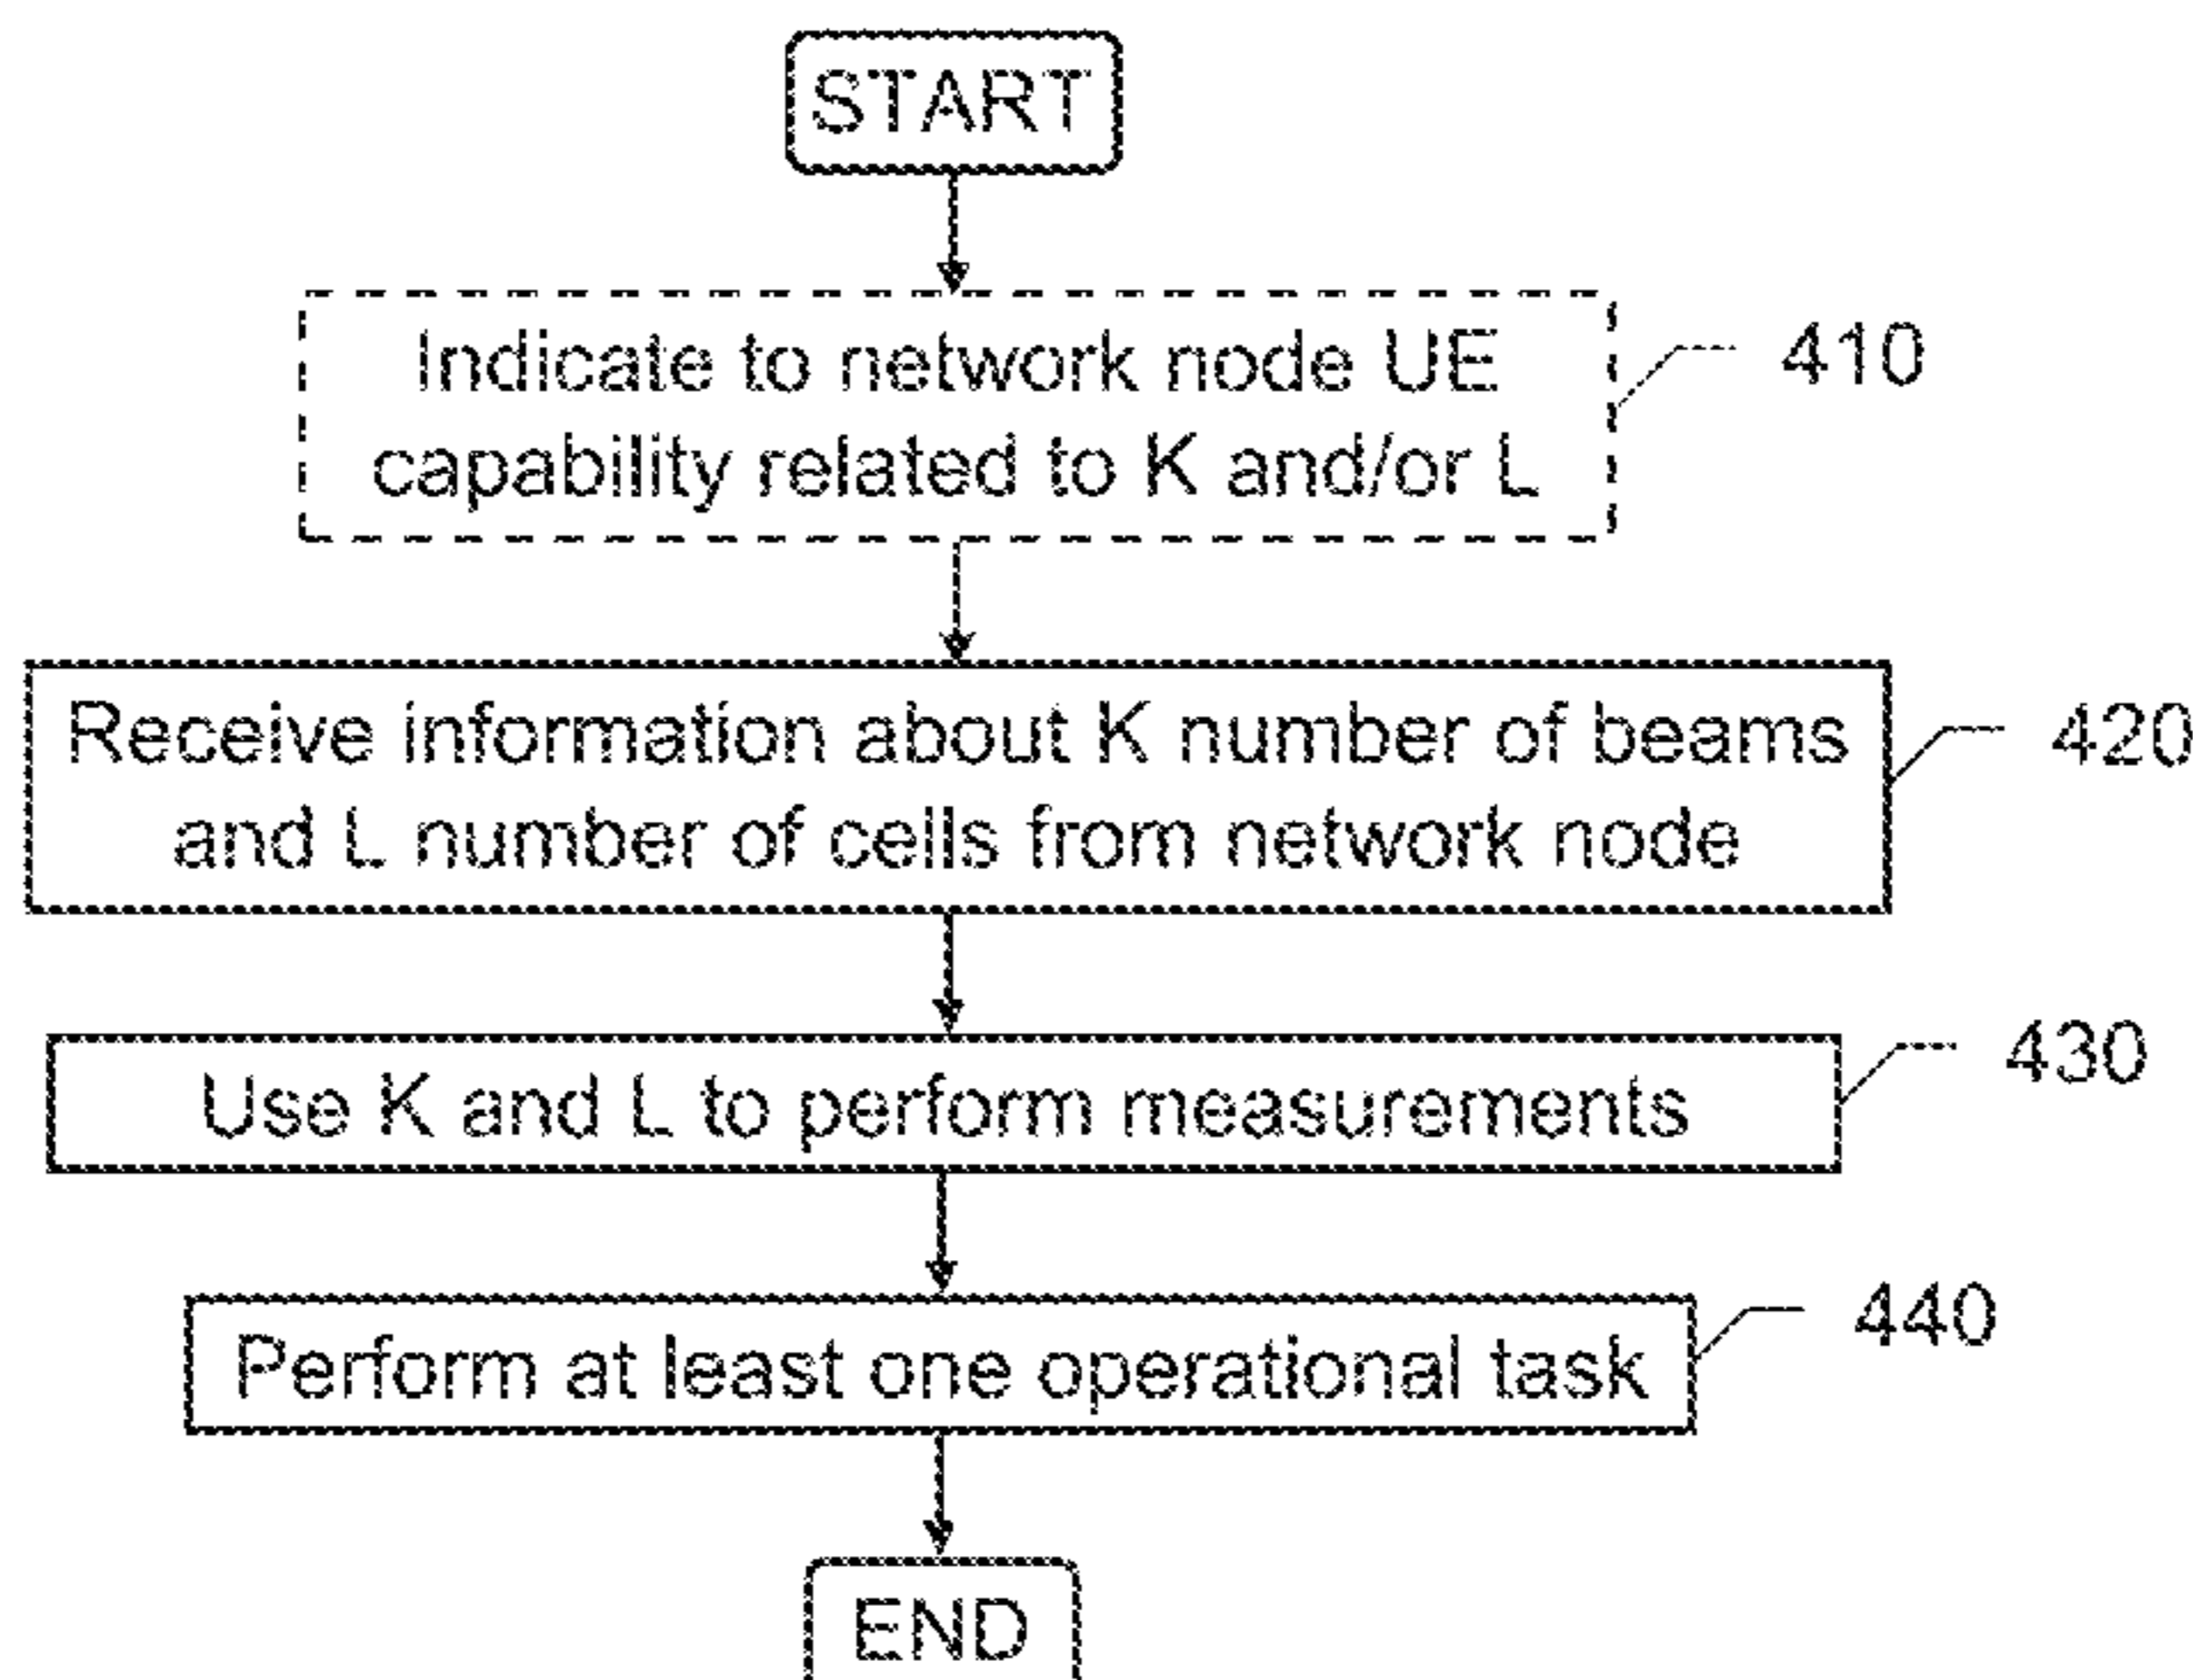 START
Indicate to network node UE
capability related to K and/or L
410
Receive information about K number of beams
and L number of cells from network node
420
Use K and L to perform measurements
430
Perform at least one operational task
440
END